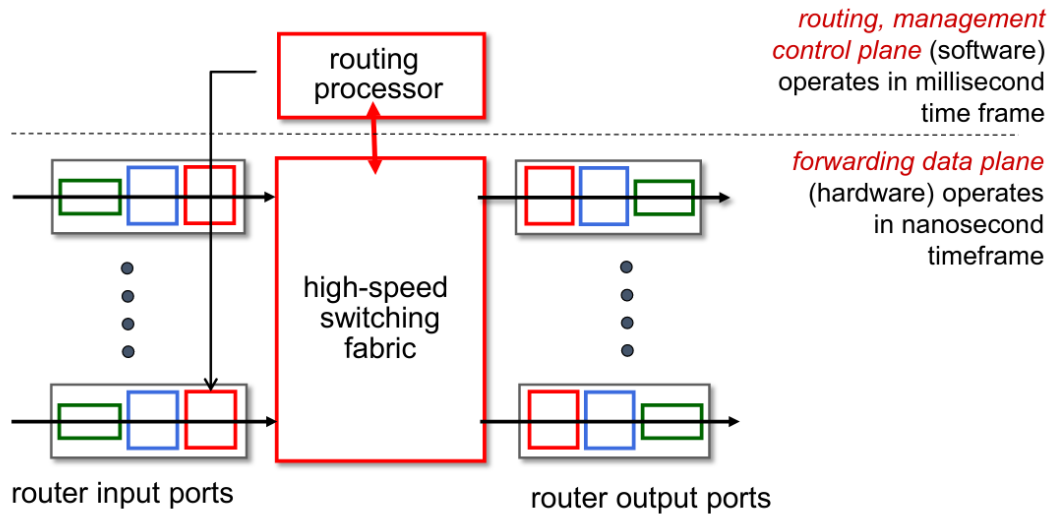 routing, management
control plane (software)
operates in millisecond
time frame
routing
processor
forwarding data plane
(hardware) operates
in nanosecond
timeframe
high-speed
switching
fabric
router input ports
router output ports